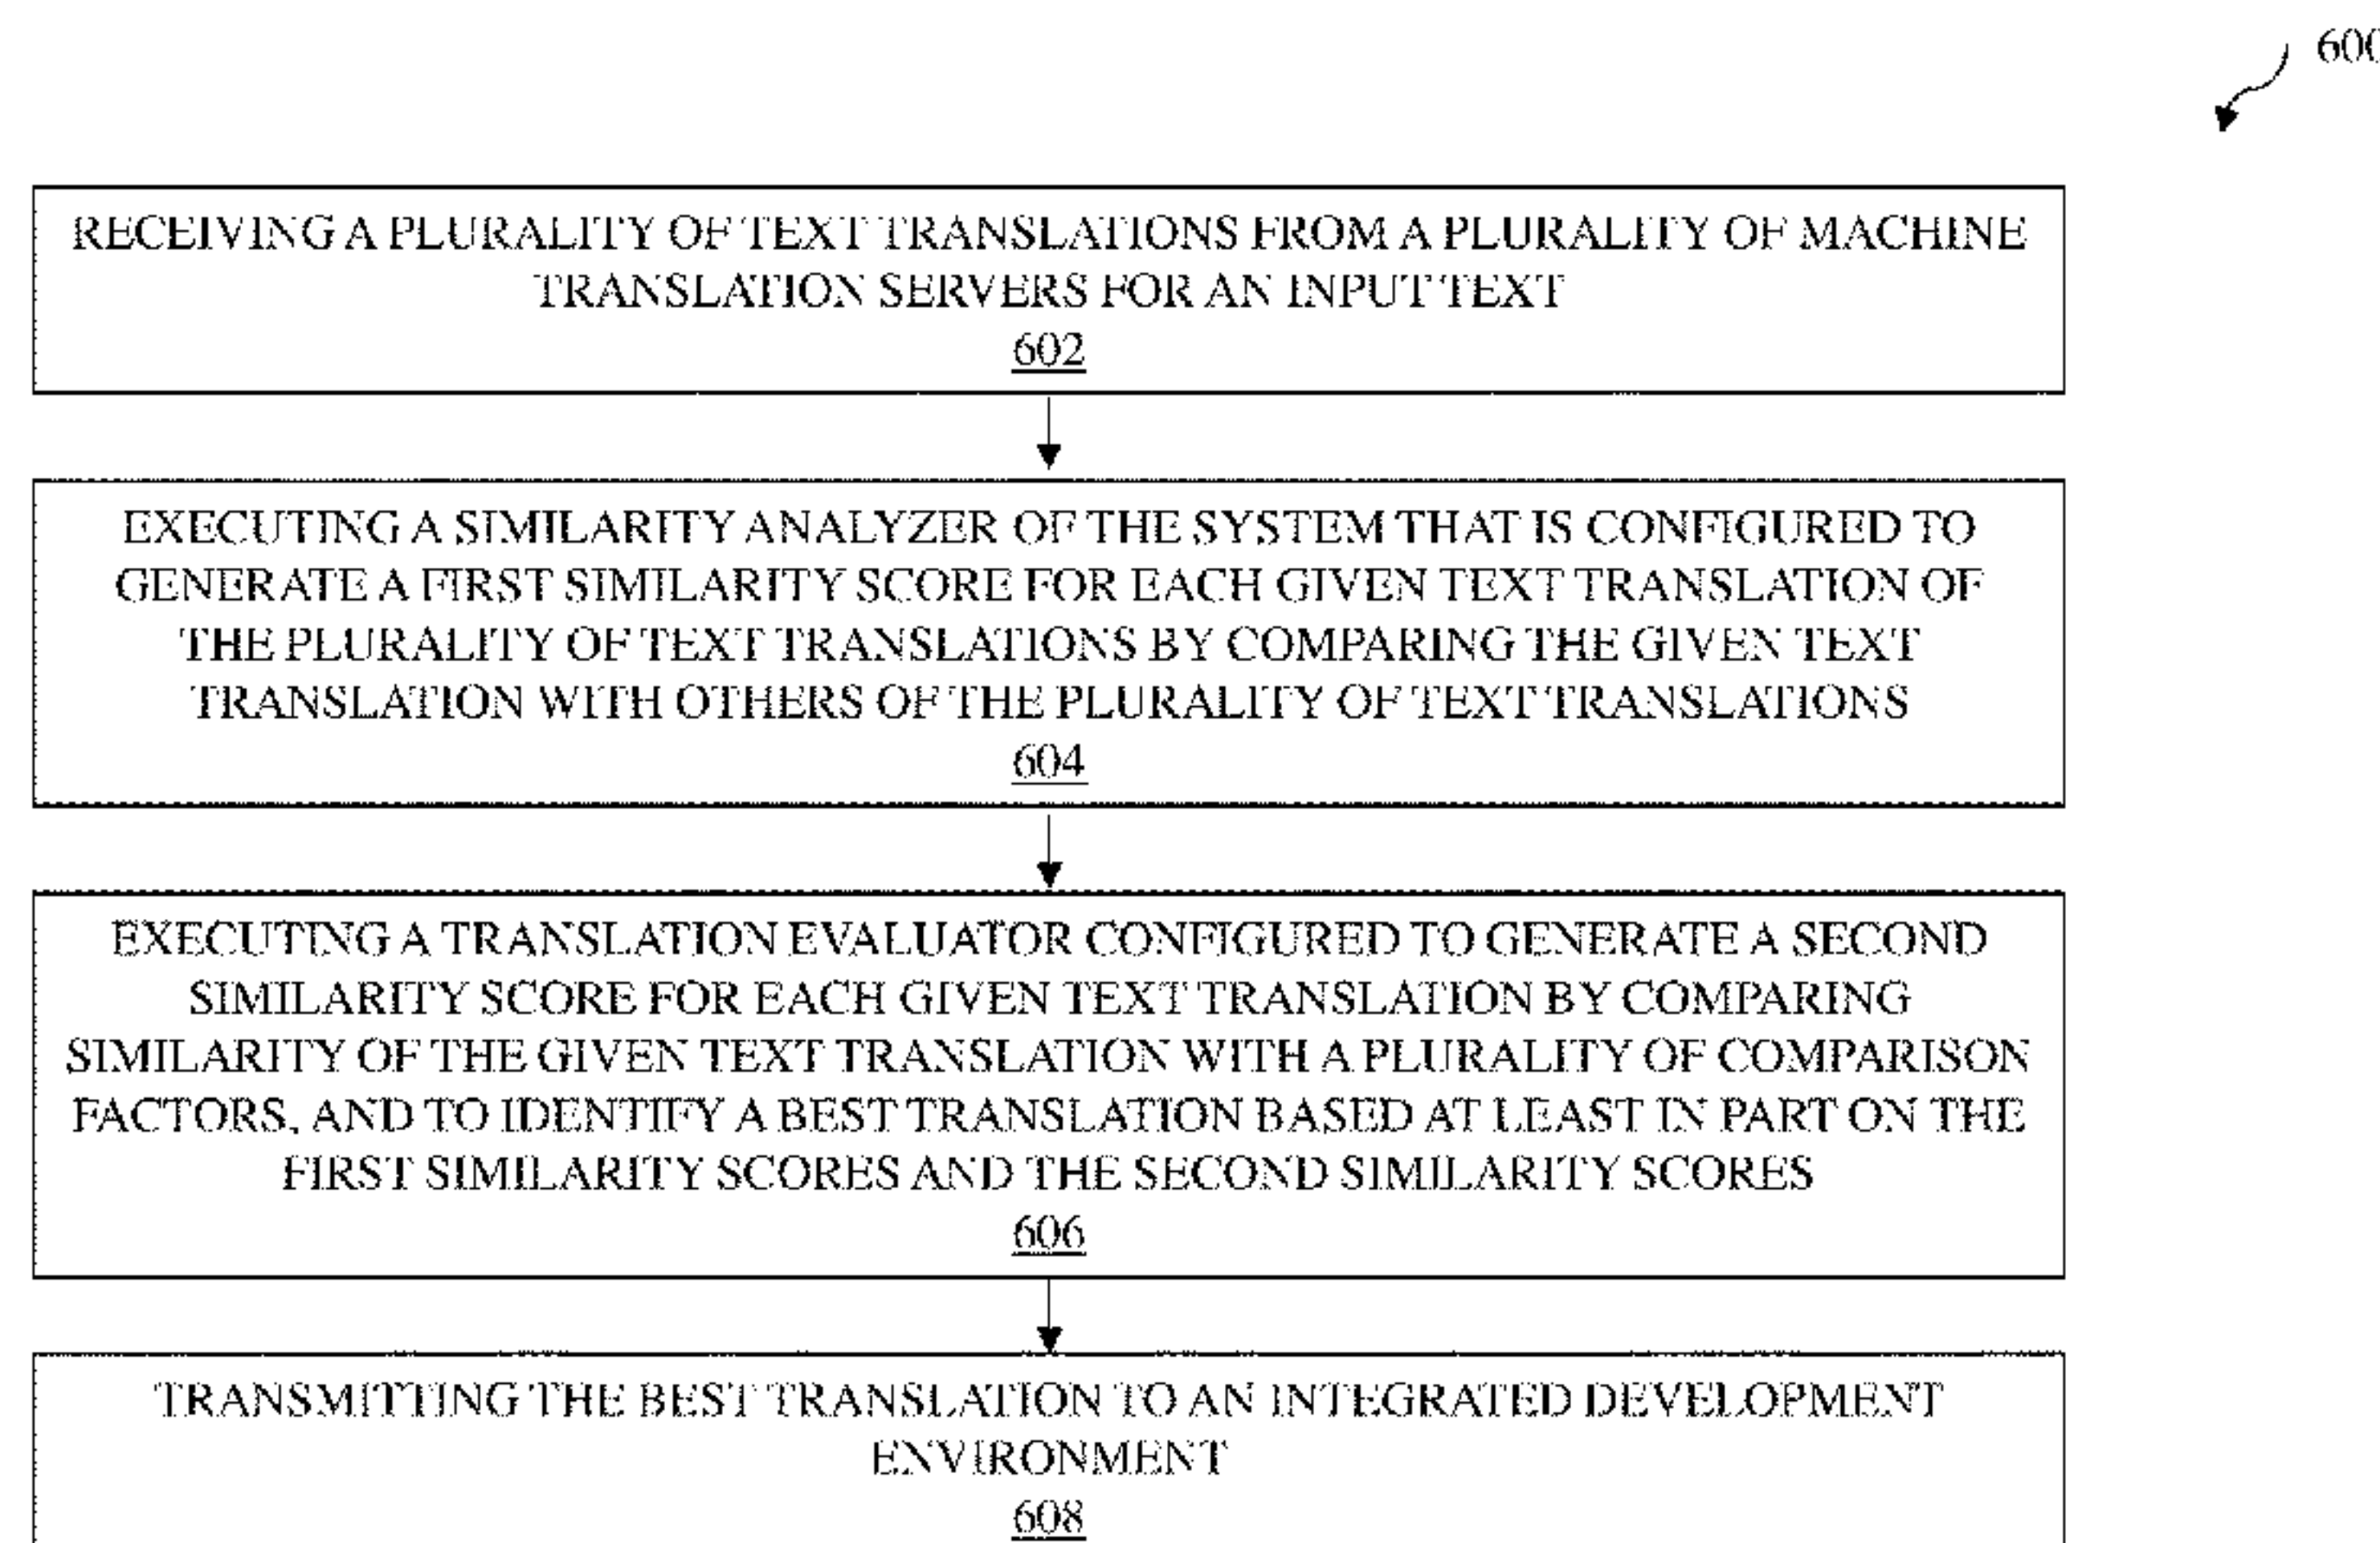 600
RECEIVING A PLURALITY OF TEXT TRANSLATIONS FROM A PLURALITY OF MACHINE
TRANSLATION SERVERS FOR AN INPUT TEXT
602
EXECUTING A SIMILARITY ANALYZER OF THE SYSTEM THAT IS CONFIGURED TO
GENERATE A FIRST SIMILARITY SCORE FOR EACH GIVEN TEXT TRANSLATION OF
THE PLURALITY OF TEXT TRANSLATIONS BY COMPARING THE GIVEN TEXT
TRANSLATION WITH OTHERS OF THE PLURALITY OF TEXT TRANSLATIONS
604
EXECUTING A TRANSLATION EVALUATOR CONFIGURED TO GENERATE A SECOND
SIMILARITY SCORE FOR EACH GIVEN TEXT TRANSLATION BY COMPARING
SIMILARITY OF THE GIVEN TEXT TRANSLATION WITH A PLURALITY OF COMPARISON
FACTORS, AND TO IDENTIFY A BEST TRANSLATION BASED AT LEAST IN PART ON THE
FIRST SIMILARITY SCORES AND THE SECOND SIMILARITY SCORES
606
TRANSMITTING THE BEST TRANSLATION TO AN INTEGRATED DEVELOPMENT
ENVIRONMENT
608